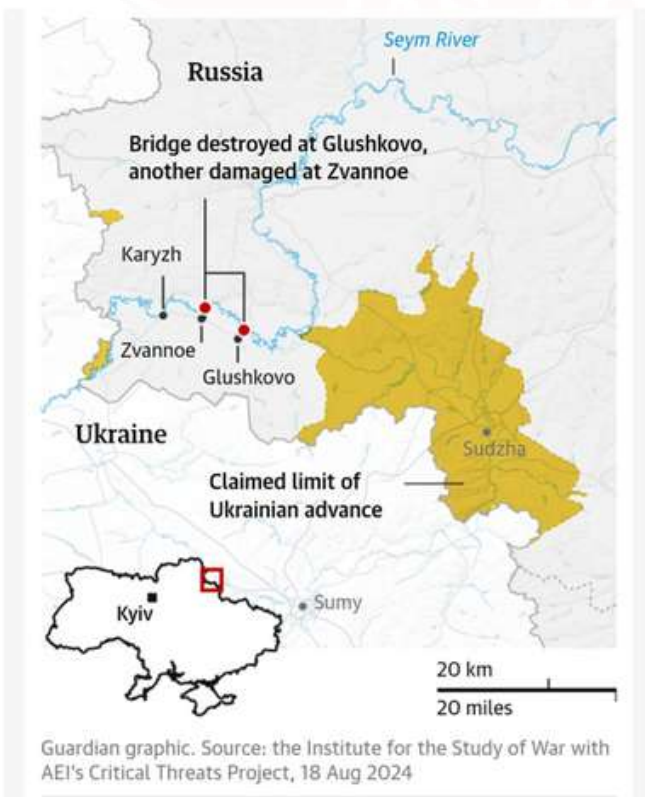 Seym River
Russia
Bridge destroyed at Glushkovo,
another damaged at Zvannoe
Karyzh
Zvannoe
Glushkovo
Ukraine
Sudzha
Claimed limit of
Ukrainian advance
Kyiv
Sumy
20 km
20 miles
Guardian graphic. Source: the Institute for the Study of War with
AEI's Critical Threats Project, 18 Aug 2024